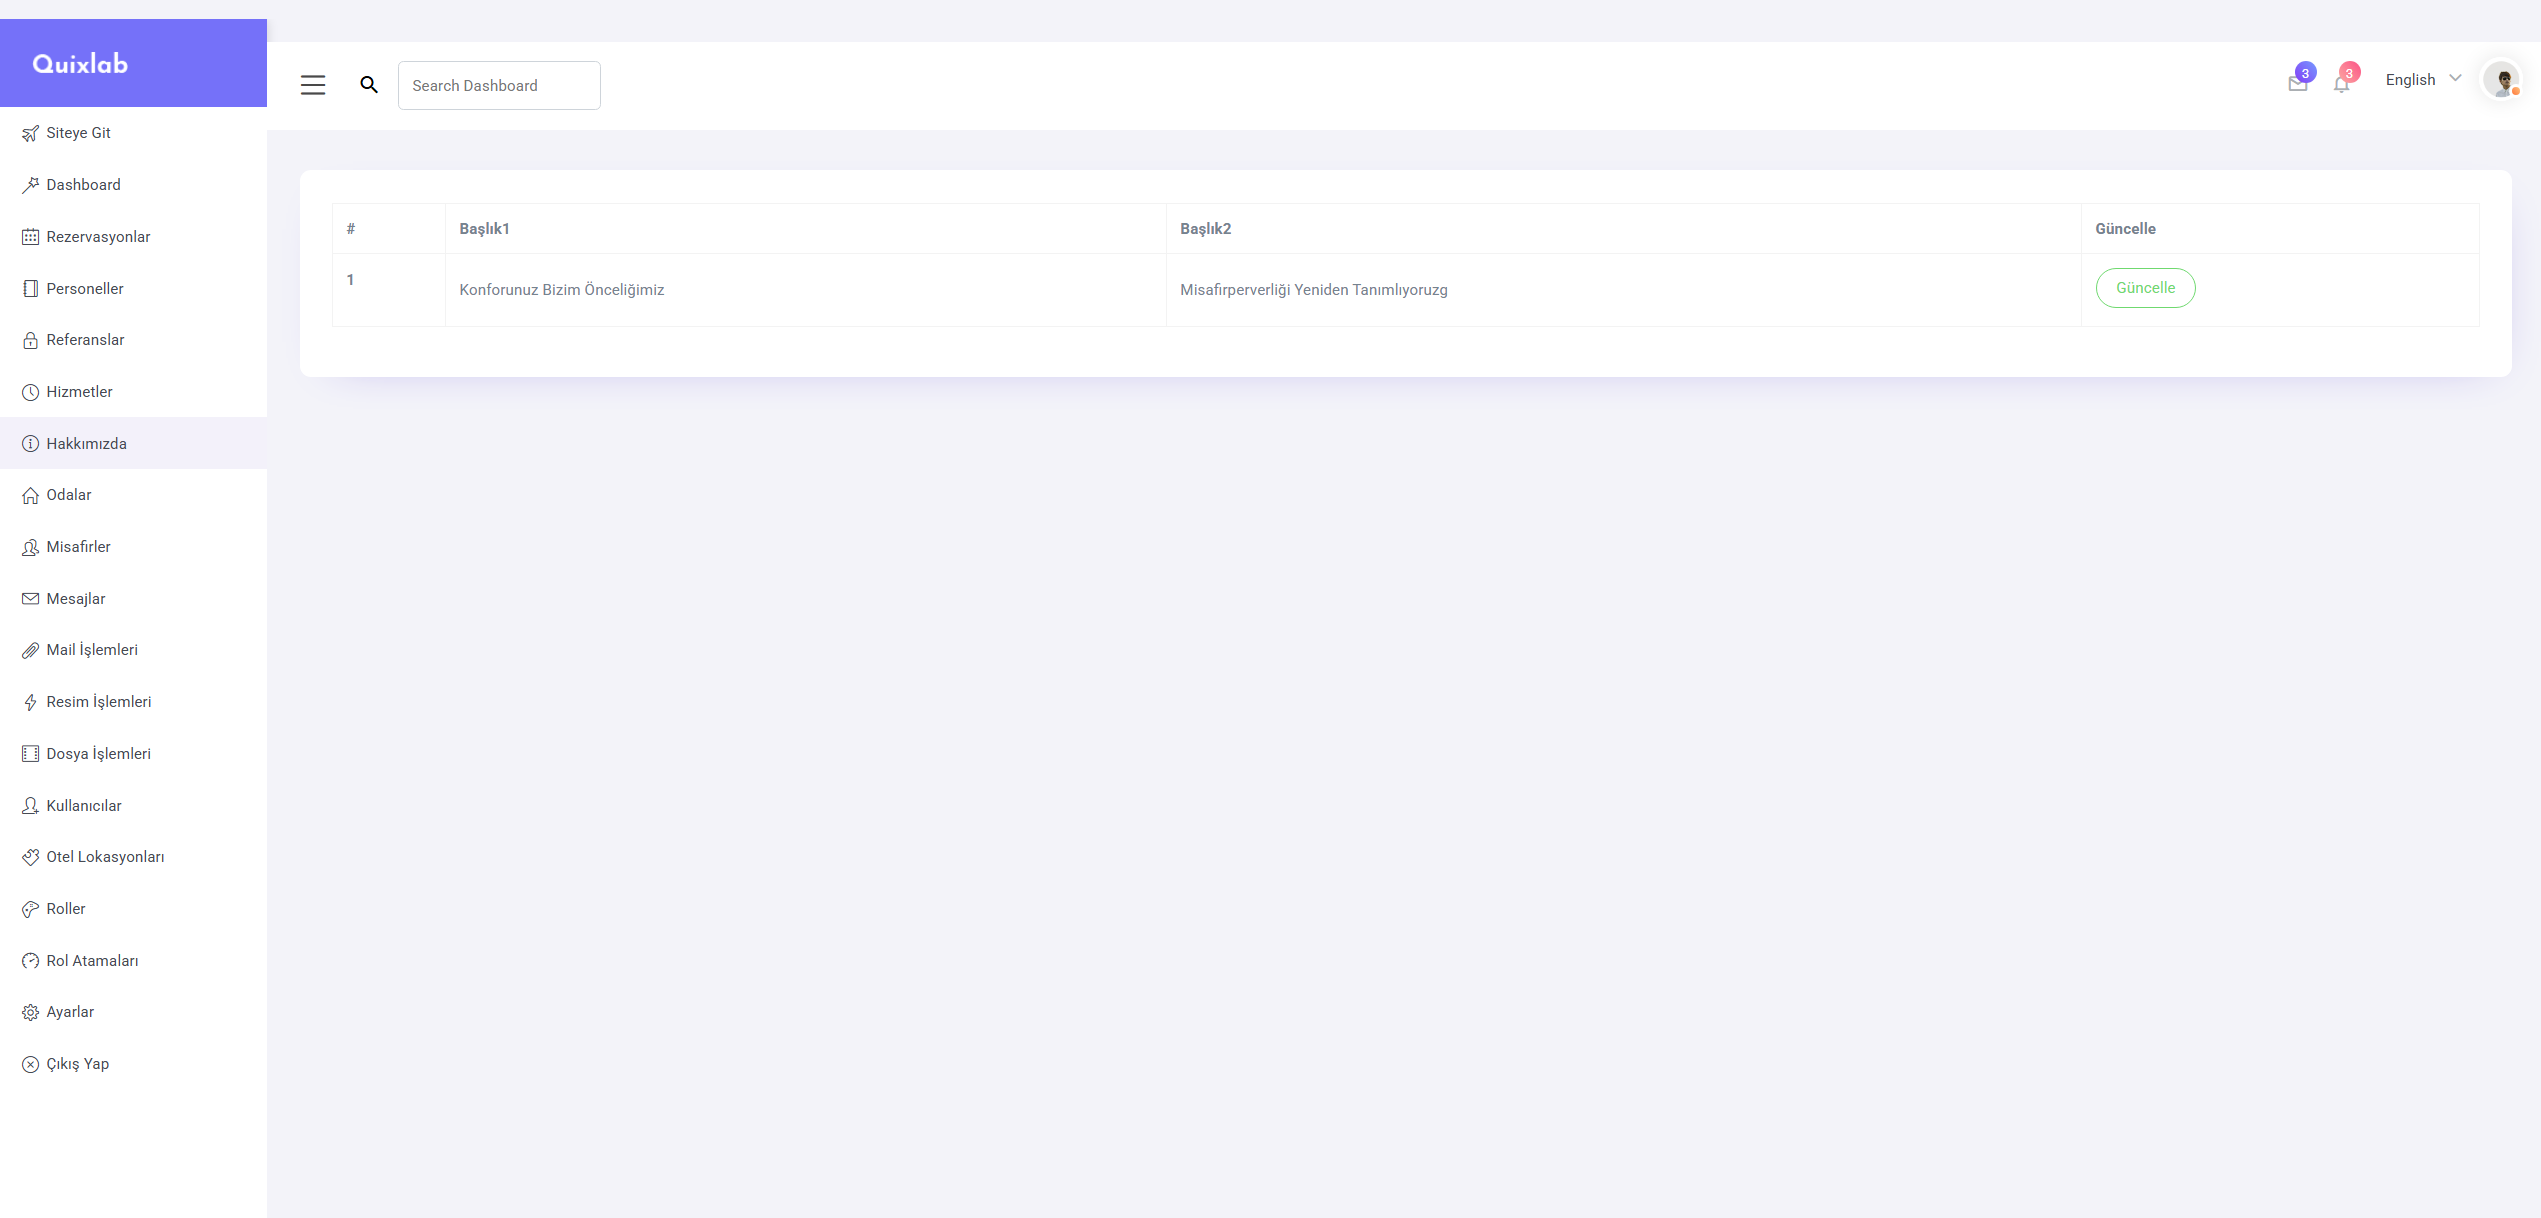 Quixlab
Search Dashboard
3
3
English
Siteye Git
Dashboard
Rezervasyonlar
Personeller
Referanslar
Hizmetler
Hakkımızda
Odalar
Misafirler
Mesajlar
Mail İşlemleri
Resim İşlemleri
Dosya İşlemleri
Kullanıcılar
Otel Lokasyonları
Roller
Rol Atamaları
Ayarlar
Çıkış Yap
# Başlık1 Başlık2 Güncelle
1 Konforunuz Bizim Önceliğimiz Misafirperverliği Yeniden Tanımlıyoruzg Güncelle